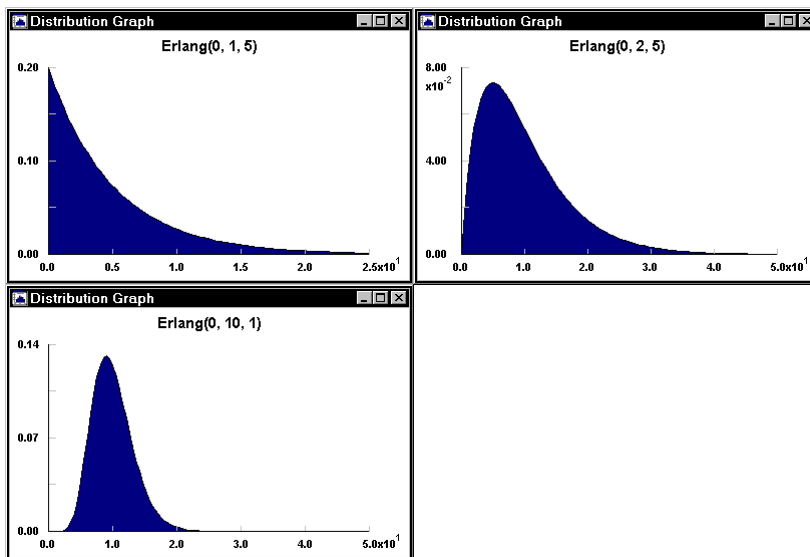 Distribution Graph
Erlang(0, 1, 5)
0.20
0.10
0.00
0.0 0.5 1.0 1.5 2.0 2.5x10^1
Distribution Graph
Erlang(0, 2, 5)
8.00
x10^-2
4.00
0.00
0.0 1.0 2.0 3.0 4.0 5.0x10^1
Distribution Graph
Erlang(0, 10, 1)
0.14
0.07
0.00
0.0 1.0 2.0 3.0 4.0 5.0x10^1